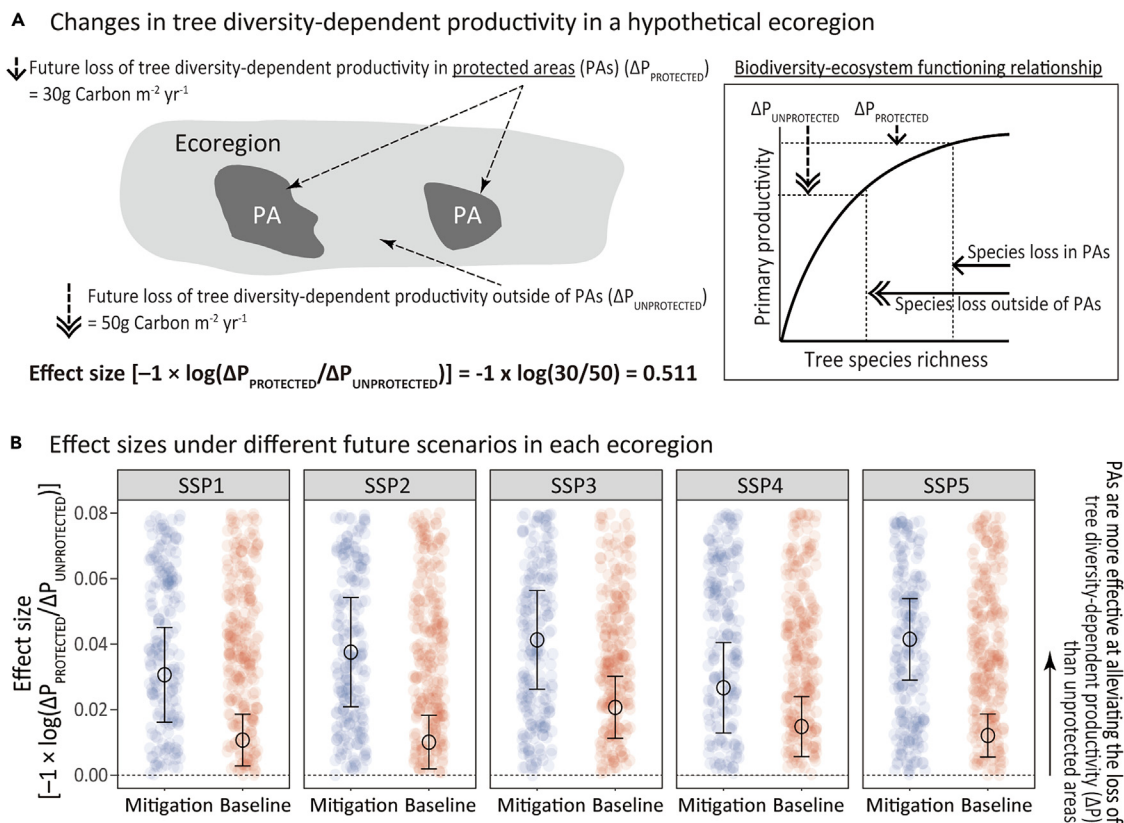 A Changes in tree diversity-dependent productivity in a hypothetical ecoregion
Future loss of tree diversity-dependent productivity in protected areas (PAs) (ΔPPROTECTED)
= 30g Carbon m-2 yr-1
Ecoregion
PA
PA
Future loss of tree diversity-dependent productivity outside of PAs (ΔPUNPROTECTED)
= 50g Carbon m-2 yr-1
Effect size [−1 × log(ΔPPROTECTED/ΔPUNPROTECTED)] = -1 x log(30/50) = 0.511
Biodiversity-ecosystem functioning relationship
ΔPUNPROTECTED ΔPPROTECTED
Primary productivity
Species loss in PAs
Species loss outside of PAs
Tree species richness
B Effect sizes under different future scenarios in each ecoregion
SSP1 SSP2 SSP3 SSP4 SSP5
Effect size
[−1 × log(ΔPPROTECTED/ΔPUNPROTECTED)]
0.08
0.06
0.04
0.02
0.00
Mitigation Baseline Mitigation Baseline Mitigation Baseline Mitigation Baseline Mitigation Baseline
PAs are more effective at alleviating the loss of
tree diversity-dependent productivity (ΔP)
than unprotected areas